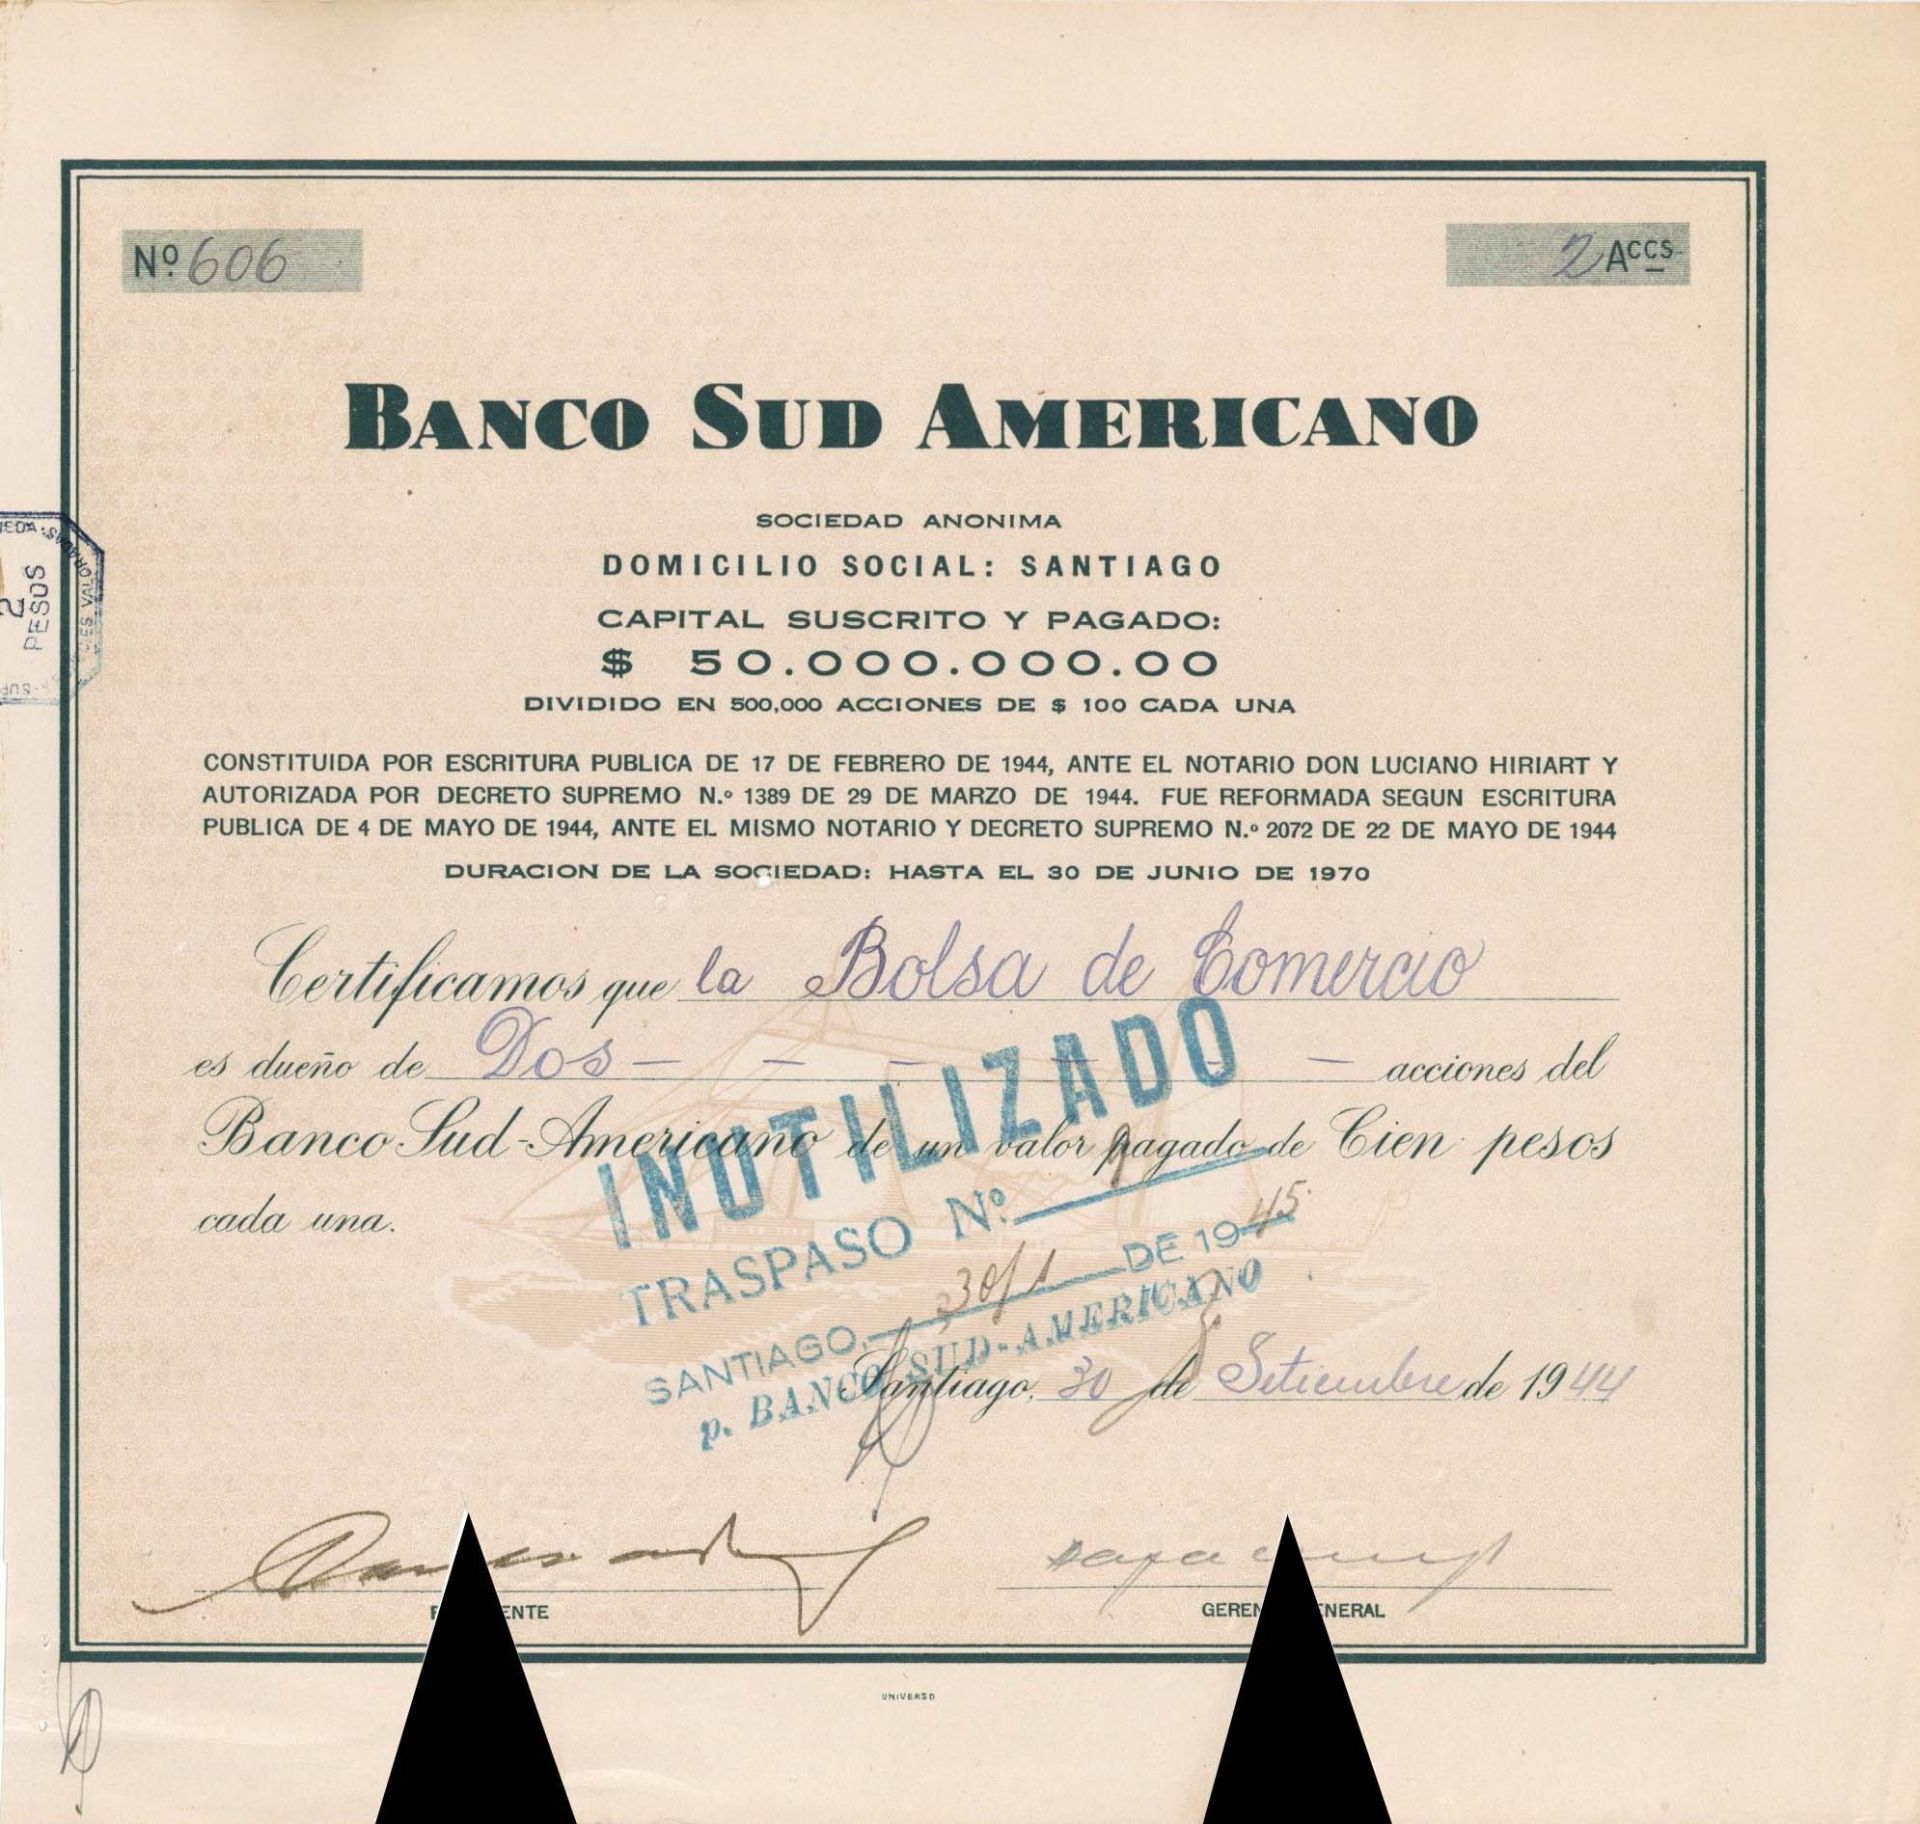 Nº 606
2 Accs.
BANCO SUD AMERICANO
SOCIEDAD ANONIMA
DOMICILIO SOCIAL: SANTIAGO
CAPITAL SUSCRITO Y PAGADO:
$ 50.000.000.00
DIVIDIDO EN 500,000 ACCIONES DE $ 100 CADA UNA
CONSTITUIDA POR ESCRITURA PUBLICA DE 17 DE FEBRERO DE 1944, ANTE EL NOTARIO DON LUCIANO HIRIART Y
AUTORIZADA POR DECRETO SUPREMO N.º 1389 DE 29 DE MARZO DE 1944. FUE REFORMADA SEGUN ESCRITURA
PUBLICA DE 4 DE MAYO DE 1944, ANTE EL MISMO NOTARIO Y DECRETO SUPREMO N.º 2072 DE 22 DE MAYO DE 1944
DURACION DE LA SOCIEDAD: HASTA EL 30 DE JUNIO DE 1970
2
PESOS
Certificamos que la Bolsa de Comercio
es dueño de Dos - - - - - - acciones del
Banco Sud-Americano de un valor pagado de Cien pesos
cada una.
INUTILIZADO
TRASPASO Nº
SANTIAGO, 30/1 DE 1945
p. BANCO SUD-AMERICANO
Santiago, 30 de Setiembre de 1944
GEREN NERAL
UNIVERSO